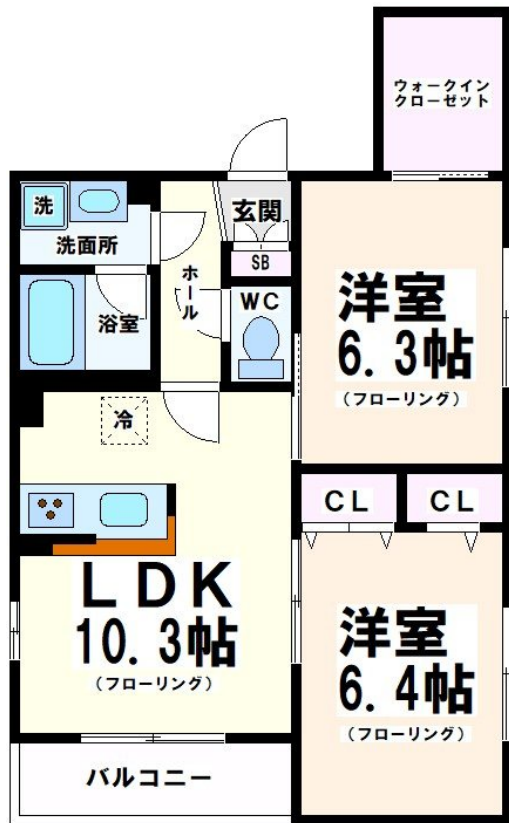 ウォークイン
クローゼット
洗
洗面所
玄関
SB
ホール
浴室
WC
洋室
6.3帖
(フローリング)
冷
CL
CL
LDK
10.3帖
(フローリング)
洋室
6.4帖
(フローリング)
バルコニー